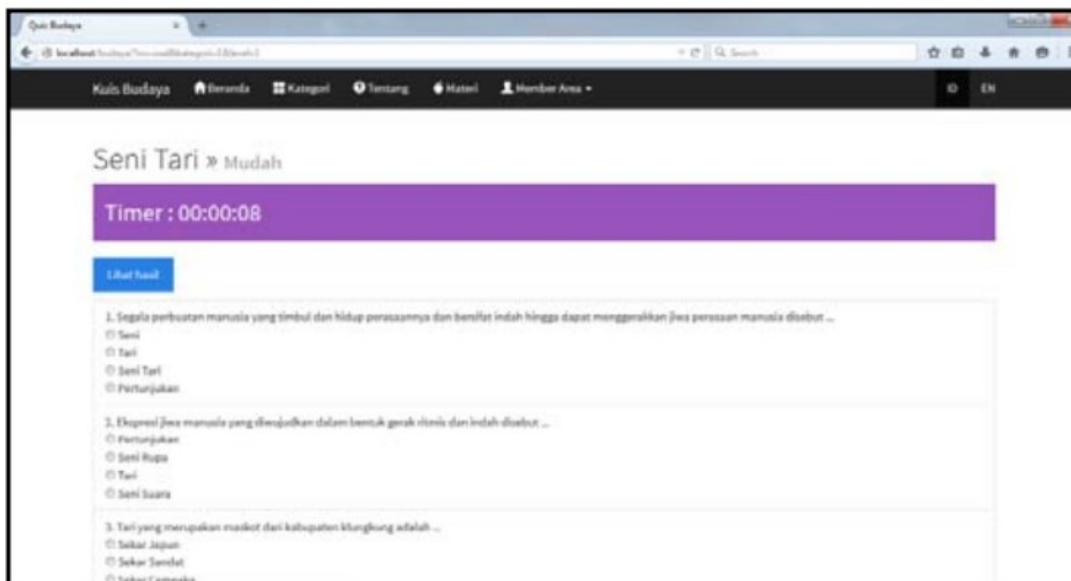 Quiz Budaya
Search
Kuis Budaya Beranda Kategori Tentang Materi Member Area ID EN
Seni Tari » Mudah
Timer : 00:00:08
Lihat hasil
1. Segala perbuatan manusia yang timbul dan hidup perasaannya dan bersifat indah hingga dapat menggerakkan jiwa perasaan manusia disebut ...
Seni
Tari
Seni Tari
Pertunjukan
2. Ekspresi jiwa manusia yang diwujudkan dalam bentuk gerak ritmis dan indah disebut ...
Pertunjukan
Seni Rupa
Tari
Seni Suara
3. Tari yang merupakan maskot dari kabupaten klungkung adalah ...
Sekar Jepun
Sekar Sandat
Sekar Cempaka